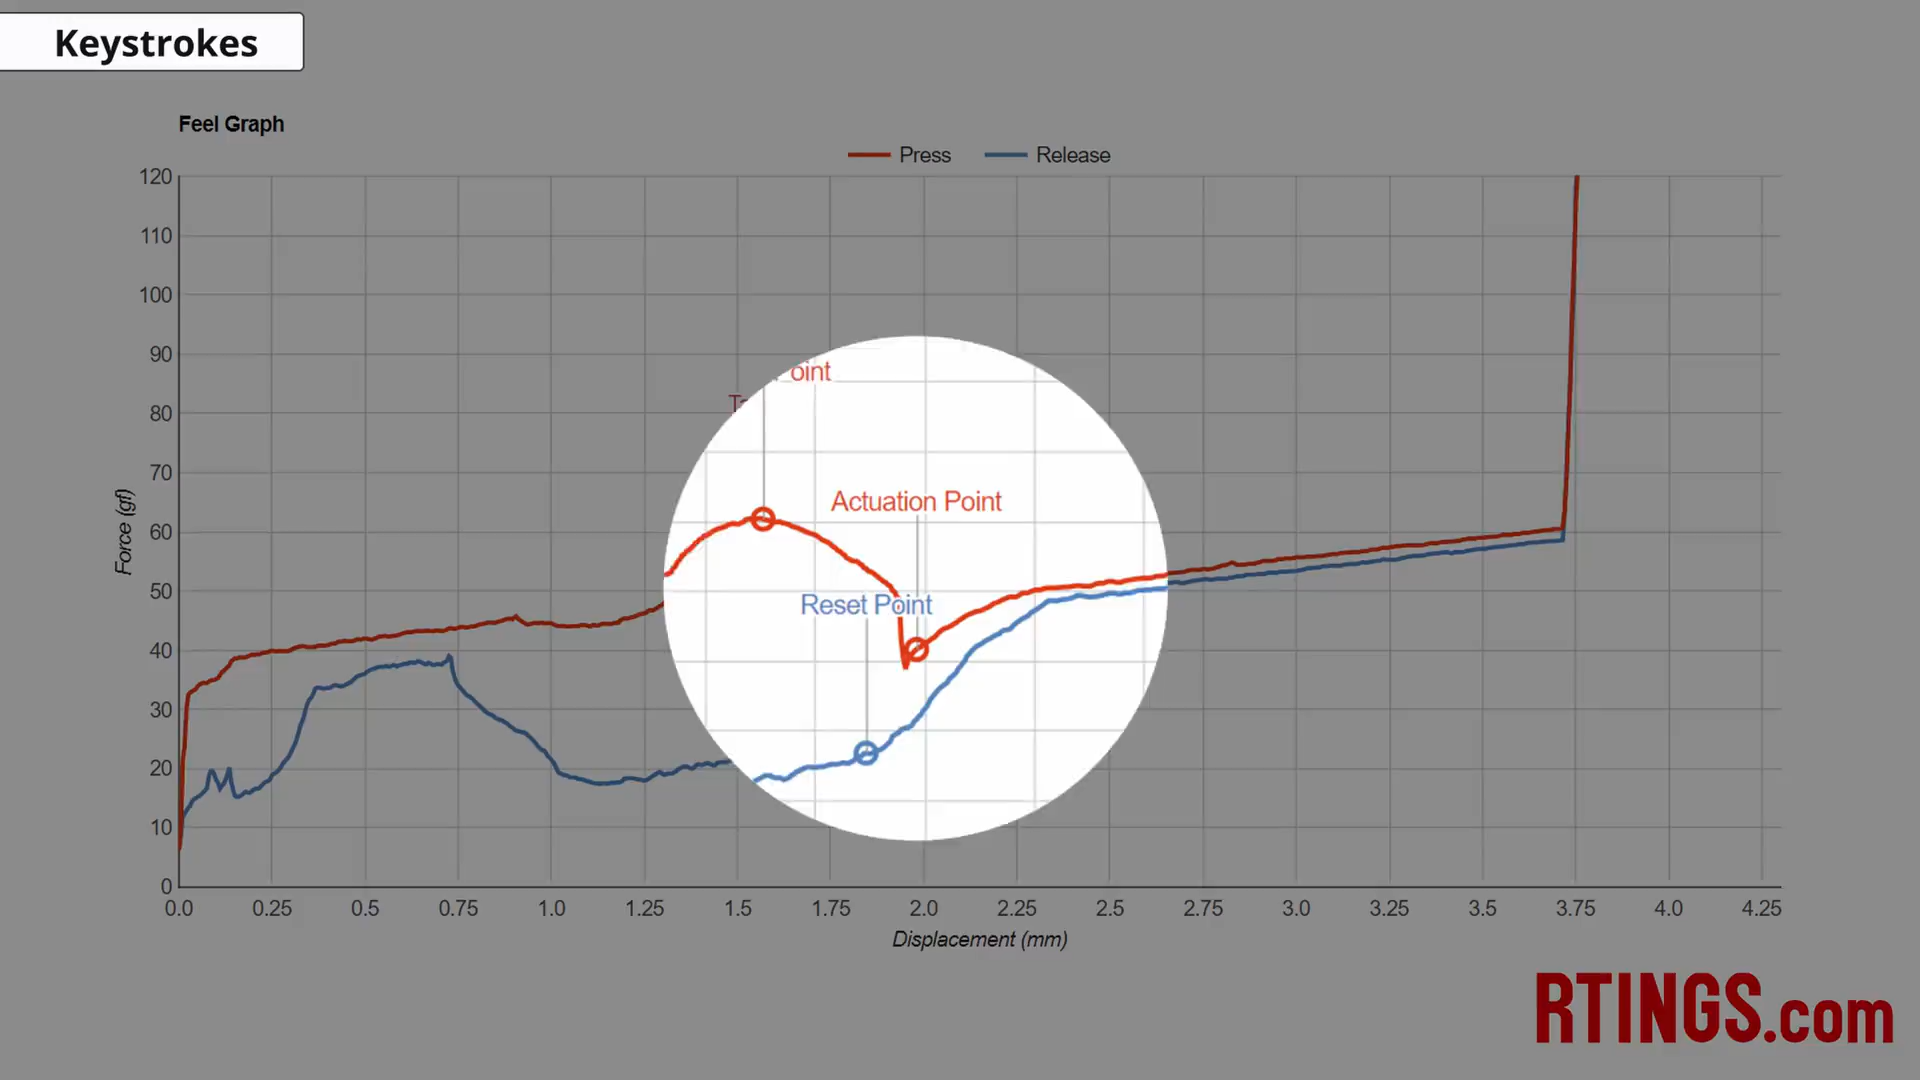 Keystrokes
Feel Graph
Press
Release
120
110
100
90
80
70
60
50
40
30
20
10
0
Force (gf)
oint
Actuation Point
Reset Point
0.0 0.25 0.5 0.75 1.0 1.25 1.5 1.75 2.0 2.25 2.5 2.75 3.0 3.25 3.5 3.75 4.0 4.25
Displacement (mm)
RTINGS.com